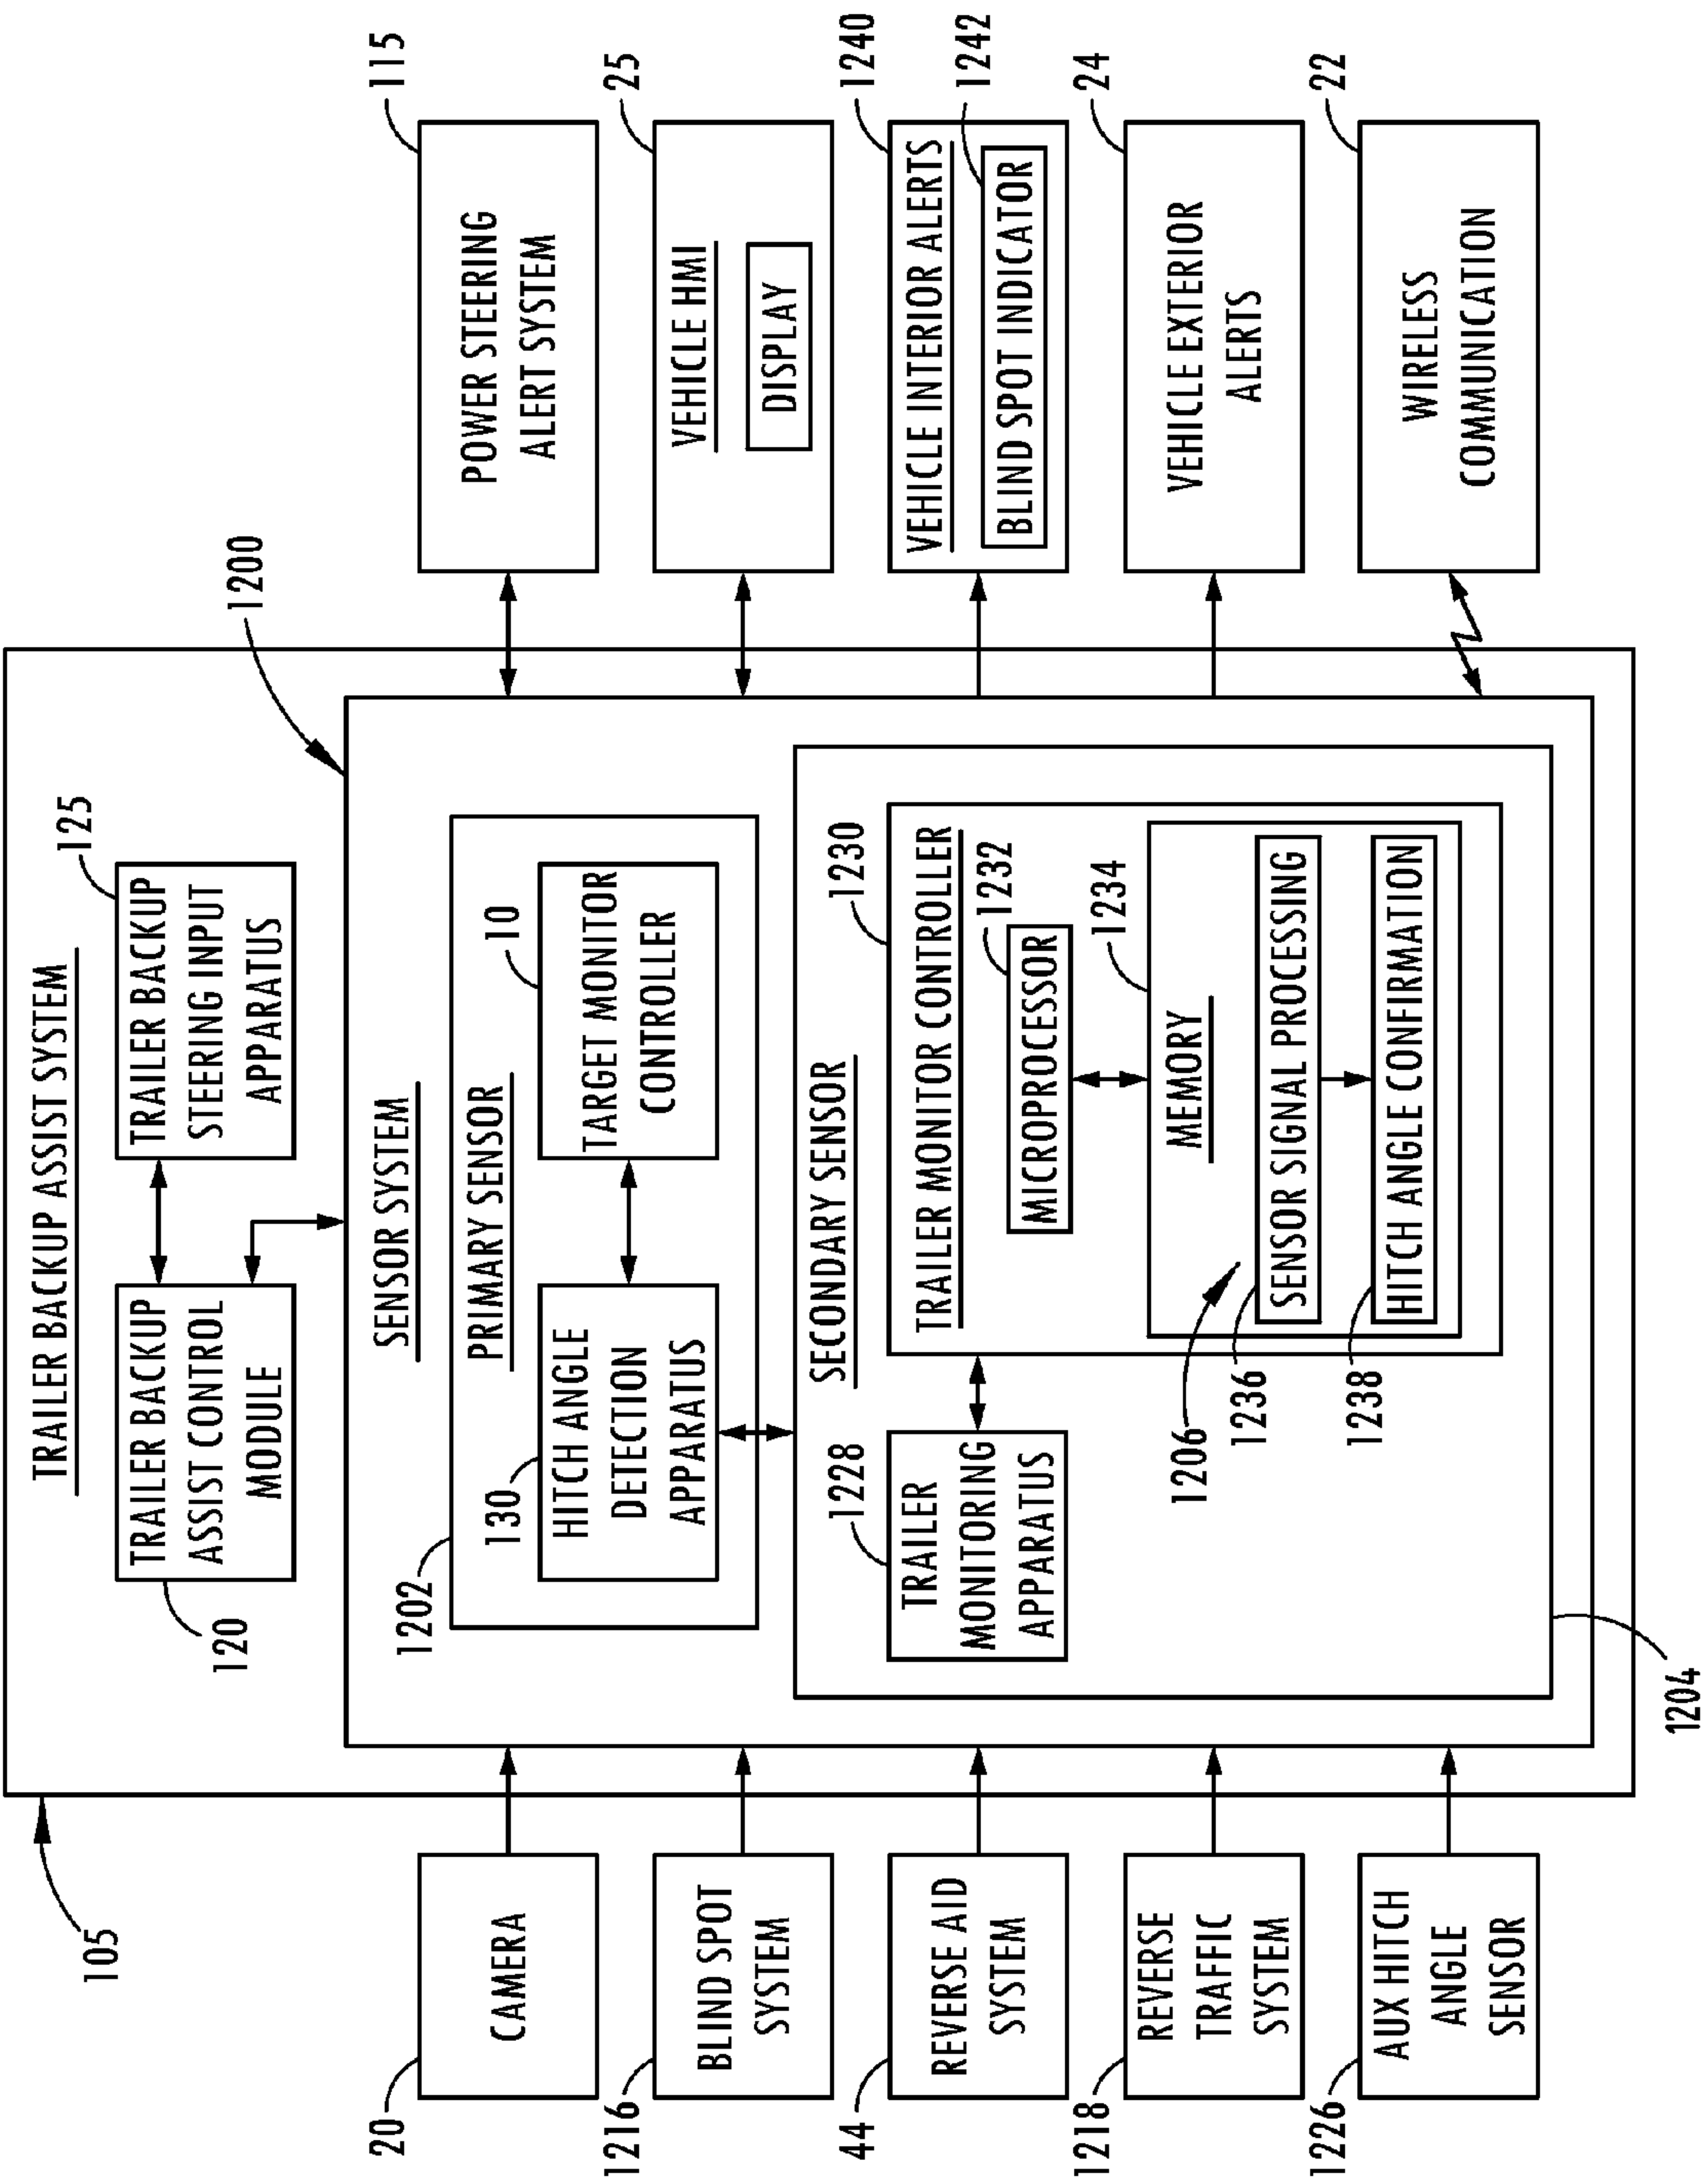 105
TRAILER BACKUP ASSIST SYSTEM
120
TRAILER BACKUP
ASSIST CONTROL
MODULE
125
TRAILER BACKUP
STEERING INPUT
APPARATUS
1200
SENSOR SYSTEM
1202
PRIMARY SENSOR
130
HITCH ANGLE
DETECTION
APPARATUS
10
TARGET MONITOR
CONTROLLER
SECONDARY SENSOR
1204
1228
TRAILER
MONITORING
APPARATUS
1230
TRAILER MONITOR CONTROLLER
1232
MICROPROCESSOR
1234
MEMORY
1206
1236
SENSOR SIGNAL PROCESSING
1238
HITCH ANGLE CONFIRMATION
20
CAMERA
1216
BLIND SPOT
SYSTEM
44
REVERSE AID
SYSTEM
1218
REVERSE
TRAFFIC
SYSTEM
1226
AUX HITCH
ANGLE
SENSOR
115
POWER STEERING
ALERT SYSTEM
25
VEHICLE HMI
DISPLAY
1240
VEHICLE INTERIOR ALERTS
1242
BLIND SPOT INDICATOR
24
VEHICLE EXTERIOR
ALERTS
22
WIRELESS
COMMUNICATION